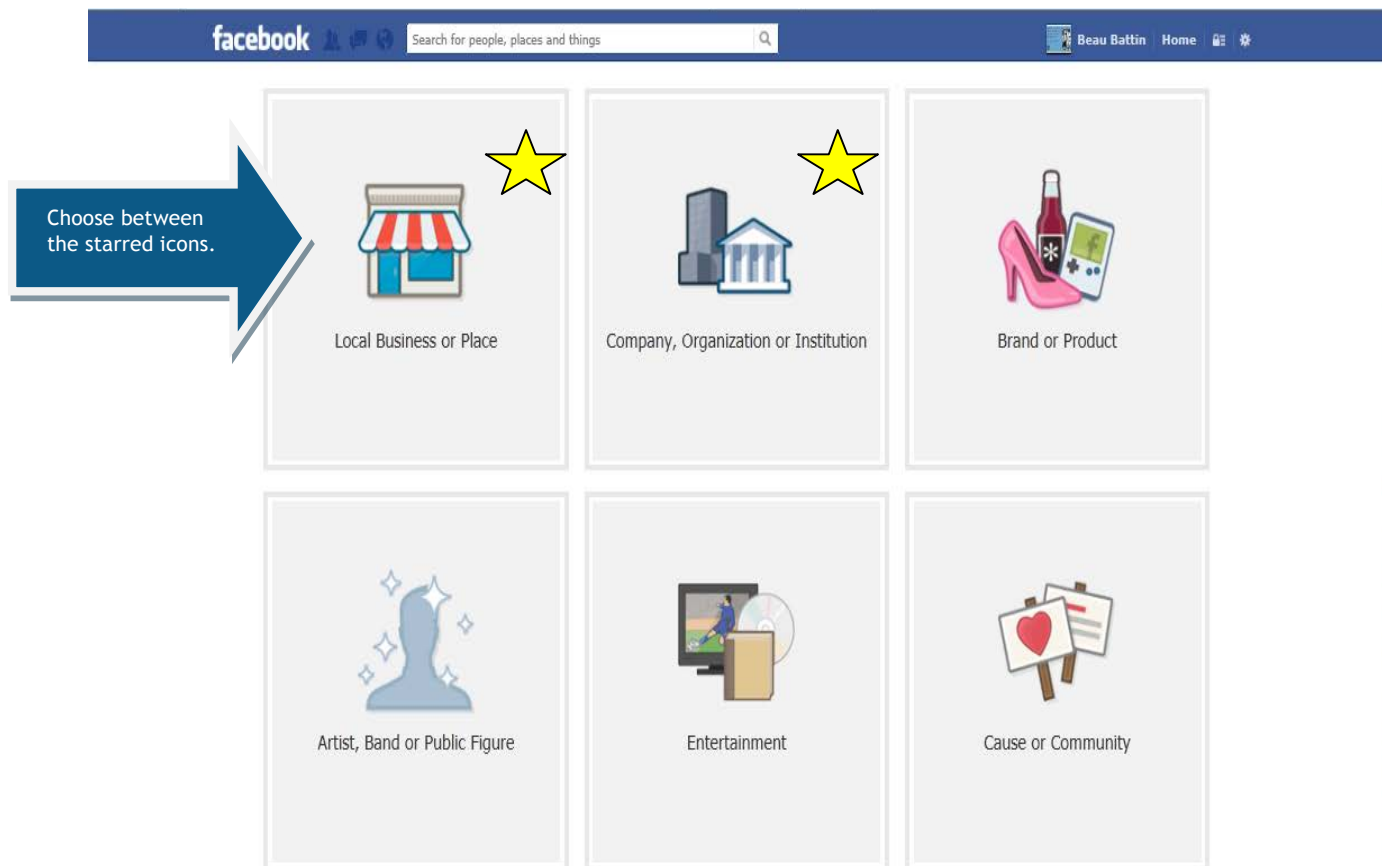 facebook
Search for people, places and things
Beau Battin
Home
Choose between
the starred icons.
Local Business or Place
Company, Organization or Institution
Brand or Product
Artist, Band or Public Figure
Entertainment
Cause or Community